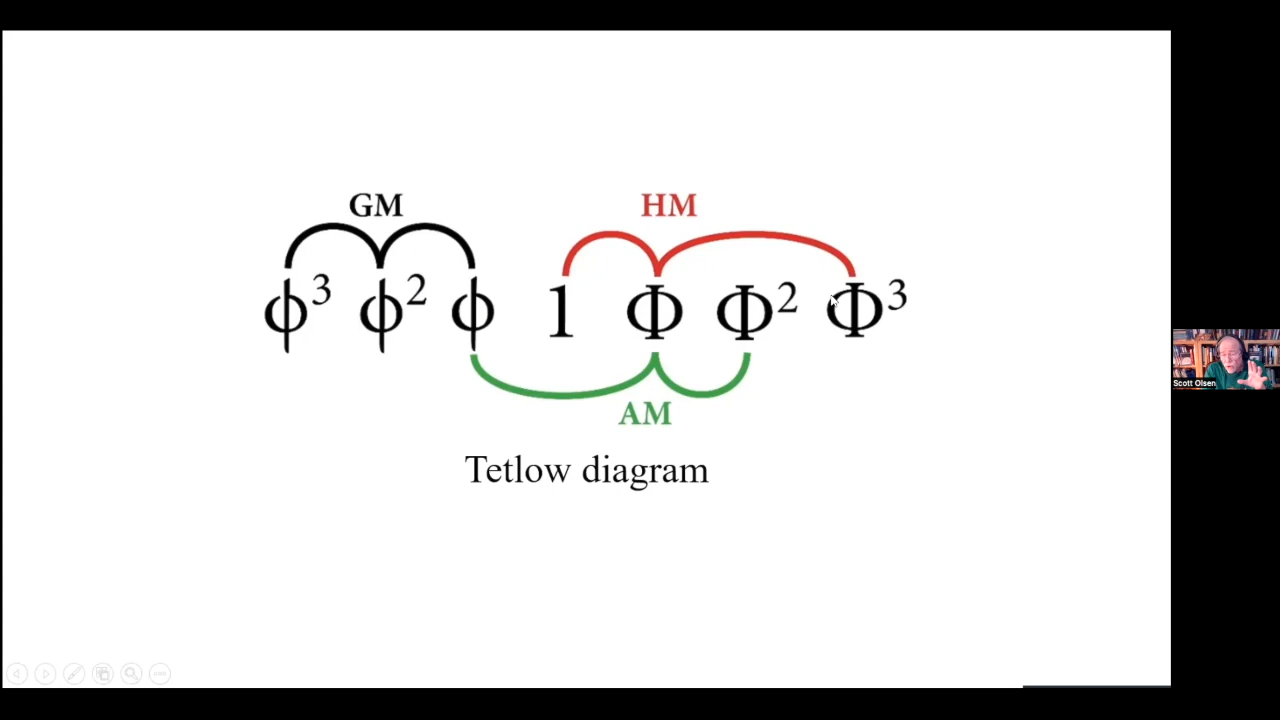 GM HM
ϕ³ ϕ² ϕ 1 Φ Φ² Φ³
AM
Tetlow diagram
Scott Olsen